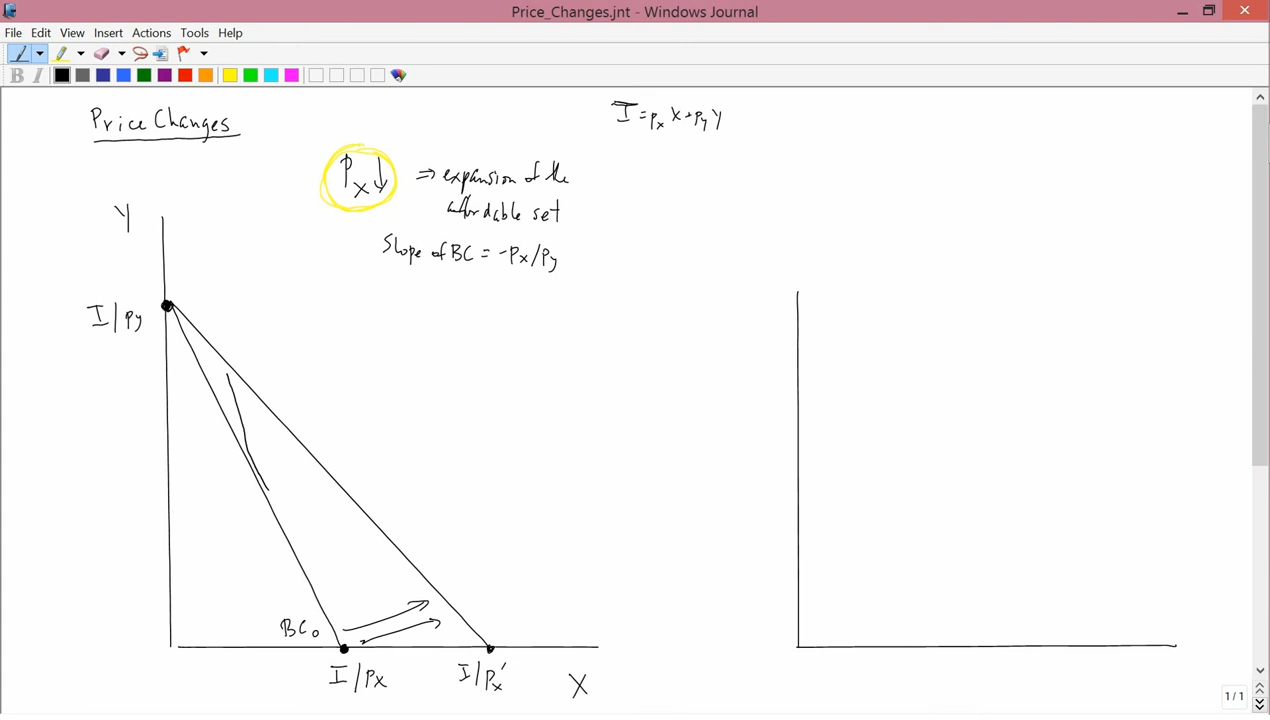 Price_Changes.jnt - Windows Journal
File Edit View Insert Actions Tools Help
B I
Price Changes
I = px X + py Y
Px↓ ⇒ expansion of the
affordable set
Slope of BC = -Px/Py
Y
I/py
BC₀
I/Px
I/Px'
X
1/1